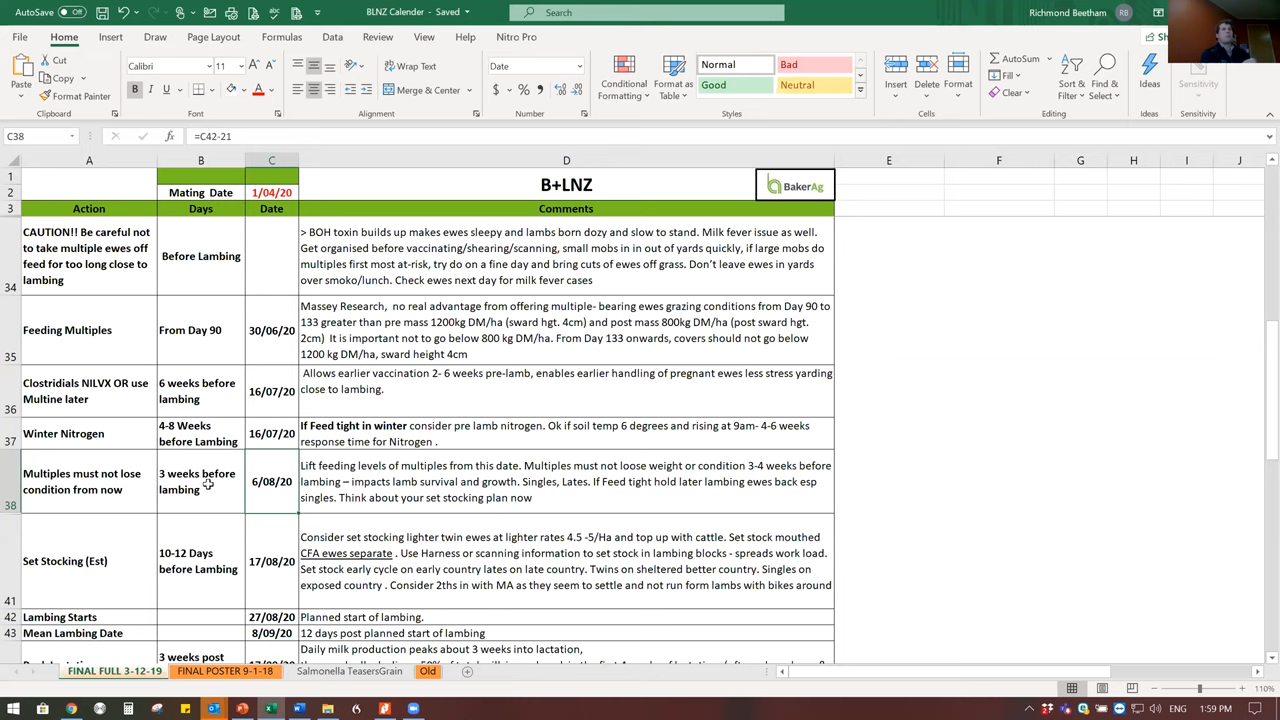 AutoSave Off
BLNZ Calender - Saved
Search
Richmond Beetham RB
File Home Insert Draw Page Layout Formulas Data Review View Help Nitro Pro Sh
Paste Cut Copy Format Painter Clipboard
Calibri 11 B I U A Font
Wrap Text Merge & Center Alignment
Date $ % Number
Conditional Formatting Format as Table
Normal Bad
Good Neutral
Styles
Insert Delete Format Cells
AutoSum Fill Clear Sort & Filter Find & Select Editing
Ideas Ideas
Sensitivity Sensitivity
C38 =C42-21
A B C D E F G H I J
1 B+LNZ BakerAg
2 Mating Date 1/04/20
3 Action Days Date Comments
CAUTION!! Be careful not
to take multiple ewes off
feed for too long close to
lambing
Before Lambing
> BOH toxin builds up makes ewes sleepy and lambs born dozy and slow to stand. Milk fever issue as well.
Get organised before vaccinating/shearing/scanning, small mobs in in out of yards quickly, if large mobs do
multiples first most at-risk, try do on a fine day and bring cuts of ewes off grass. Don't leave ewes in yards
over smoko/lunch. Check ewes next day for milk fever cases
34
Feeding Multiples From Day 90 30/06/20
Massey Research, no real advantage from offering multiple- bearing ewes grazing conditions from Day 90 to
133 greater than pre mass 1200kg DM/ha (sward hgt. 4cm) and post mass 800kg DM/ha (post sward hgt.
2cm) It is important not to go below 800 kg DM/ha. From Day 133 onwards, covers should not go below
1200 kg DM/ha, sward height 4cm
35
Clostridials NILVX OR use
Multine later
6 weeks before
lambing
16/07/20
Allows earlier vaccination 2- 6 weeks pre-lamb, enables earlier handling of pregnant ewes less stress yarding
close to lambing.
36
Winter Nitrogen
4-8 Weeks
before Lambing
16/07/20
If Feed tight in winter consider pre lamb nitrogen. Ok if soil temp 6 degrees and rising at 9am- 4-6 weeks
response time for Nitrogen .
37
Multiples must not lose
condition from now
3 weeks before
lambing
6/08/20
Lift feeding levels of multiples from this date. Multiples must not loose weight or condition 3-4 weeks before
lambing – impacts lamb survival and growth. Singles, Lates. If Feed tight hold later lambing ewes back esp
singles. Think about your set stocking plan now
38
Set Stocking (Est)
10-12 Days
before Lambing
17/08/20
Consider set stocking lighter twin ewes at lighter rates 4.5 -5/Ha and top up with cattle. Set stock mouthed
CFA ewes separate . Use Harness or scanning information to set stock in lambing blocks - spreads work load.
Set stock early cycle on early country lates on late country. Twins on sheltered better country. Singles on
exposed country . Consider 2ths in with MA as they seem to settle and not run form lambs with bikes around
41
42 Lambing Starts 27/08/20 Planned start of lambing.
43 Mean Lambing Date 8/09/20 12 days post planned start of lambing
3 weeks post
Daily milk production peaks about 3 weeks into lactation,
FINAL FULL 3-12-19 FINAL POSTER 9-1-18 Salmonella TeasersGrain Old
110%
ENG 1:59 PM